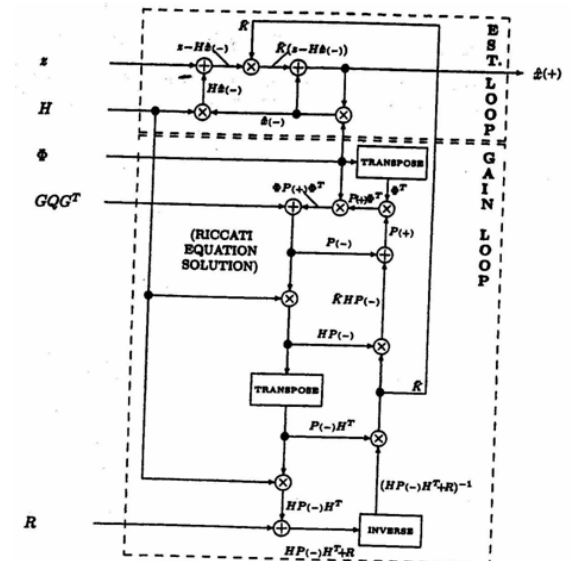 K̄
z
z−Hx̂(−)
K̄(z−Hx̂(−))
x̂(+)
Hx̂(−)
H
x̂(−)
EST. LOOP
Φ
TRANSPOSE
GAIN LOOP
Φ^T
GQG^T
ΦP(+)Φ^T
P(+)Φ^T
P(+)
(RICCATI
EQUATION
SOLUTION)
P(−)
K̄HP(−)
HP(−)
TRANSPOSE
K̄
P(−)H^T
(HP(−)H^T+R)^−1
HP(−)H^T
R
INVERSE
HP(−)H^T+R